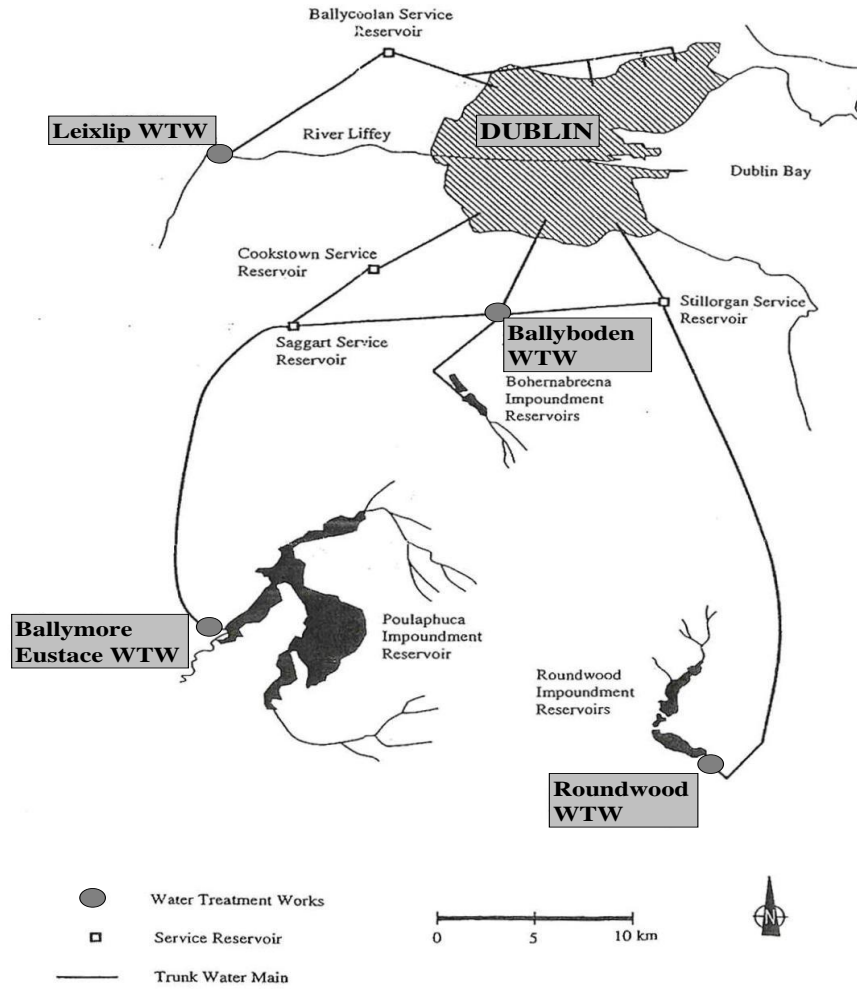 Ballycoolan Service
Reservoir
Leixlip WTW
River Liffey
DUBLIN
Dublin Bay
Cookstown Service
Reservoir
Saggart Service
Reservoir
Ballyboden
WTW
Stillorgan Service
Reservoir
Bohernabreena
Impoundment
Reservoirs
Ballymore
Eustace WTW
Poulaphuca
Impoundment
Reservoir
Roundwood
Impoundment
Reservoirs
Roundwood
WTW
Water Treatment Works
Service Reservoir
Trunk Water Main
0 5 10 km
N